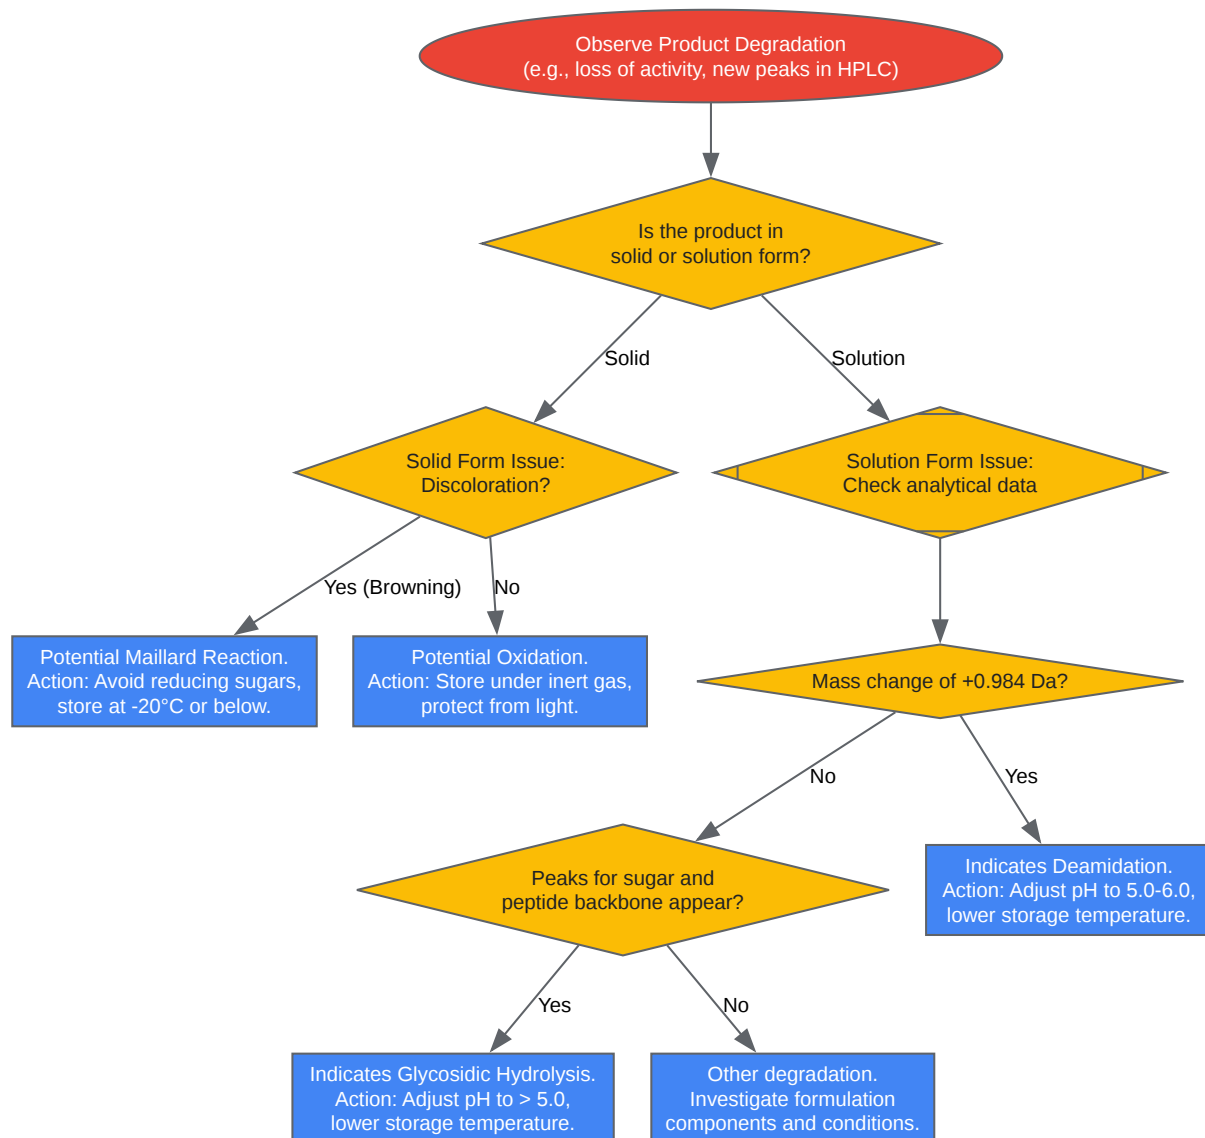 Observe Product Degradation
(e.g., loss of activity, new peaks in HPLC)
Is the product in
solid or solution form?
Solid
Solution
Solid Form Issue:
Discoloration?
Solution Form Issue:
Check analytical data
Yes (Browning)
No
Potential Maillard Reaction.
Action: Avoid reducing sugars,
store at -20°C or below.
Potential Oxidation.
Action: Store under inert gas,
protect from light.
Mass change of +0.984 Da?
No
Yes
Peaks for sugar and
peptide backbone appear?
Indicates Deamidation.
Action: Adjust pH to 5.0-6.0,
lower storage temperature.
Yes
No
Indicates Glycosidic Hydrolysis.
Action: Adjust pH to > 5.0,
lower storage temperature.
Other degradation.
Investigate formulation
components and conditions.